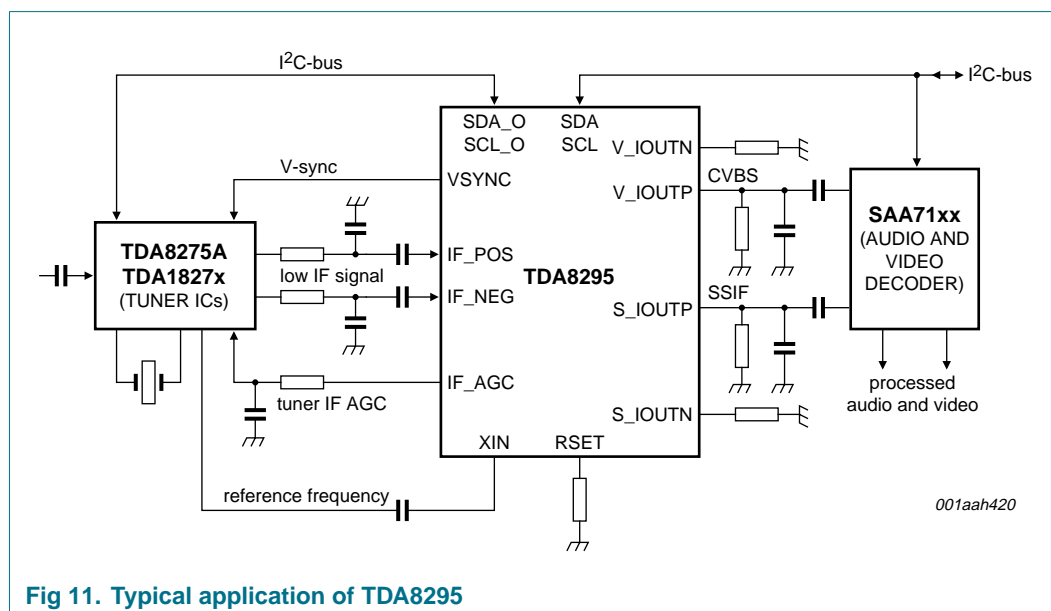 I2C-bus
I2C-bus
SDA_O
SCL_O
SDA
SCL
V_IOUTN
V-sync
VSYNC
V_IOUTP
CVBS
TDA8275A
TDA1827x
(TUNER ICs)
low IF signal
IF_POS
IF_NEG
TDA8295
SAA71xx
(AUDIO AND
VIDEO
DECODER)
S_IOUTP
SSIF
IF_AGC
tuner IF AGC
processed
audio and video
S_IOUTN
XIN
RSET
reference frequency
001aah420
Fig 11. Typical application of TDA8295